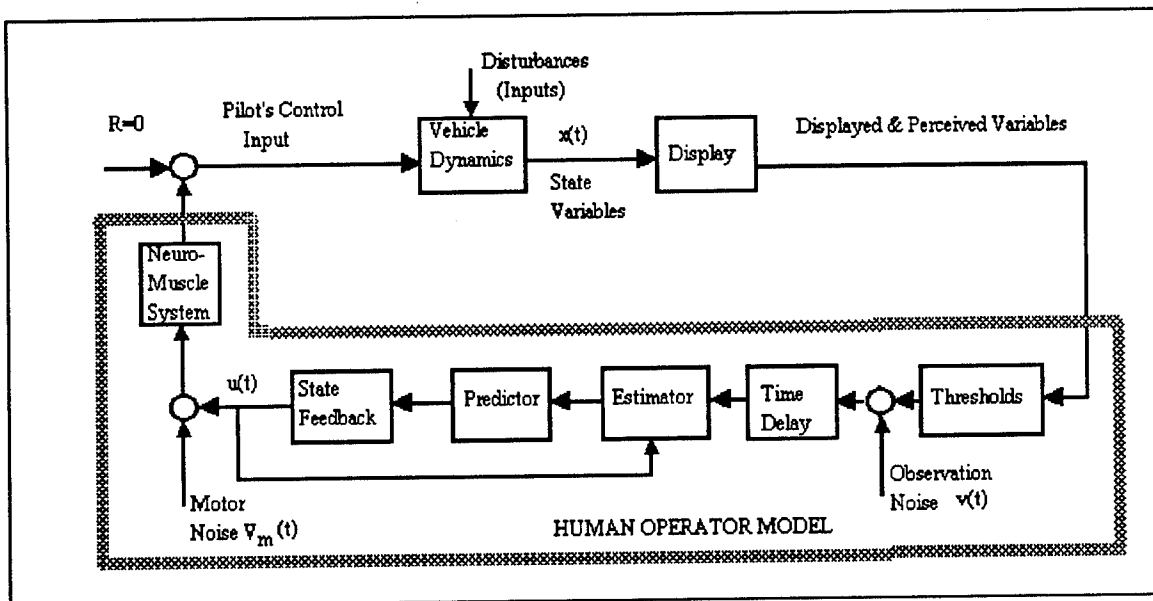 Disturbances
(Inputs)
R=0
Pilot's Control
Input
Vehicle
Dynamics
x(t)
State
Variables
Display
Displayed & Perceived Variables
Neuro-
Muscle
System
u(t)
State
Feedback
Predictor
Estimator
Time
Delay
Thresholds
Motor
Noise V_m(t)
Observation
Noise v(t)
HUMAN OPERATOR MODEL